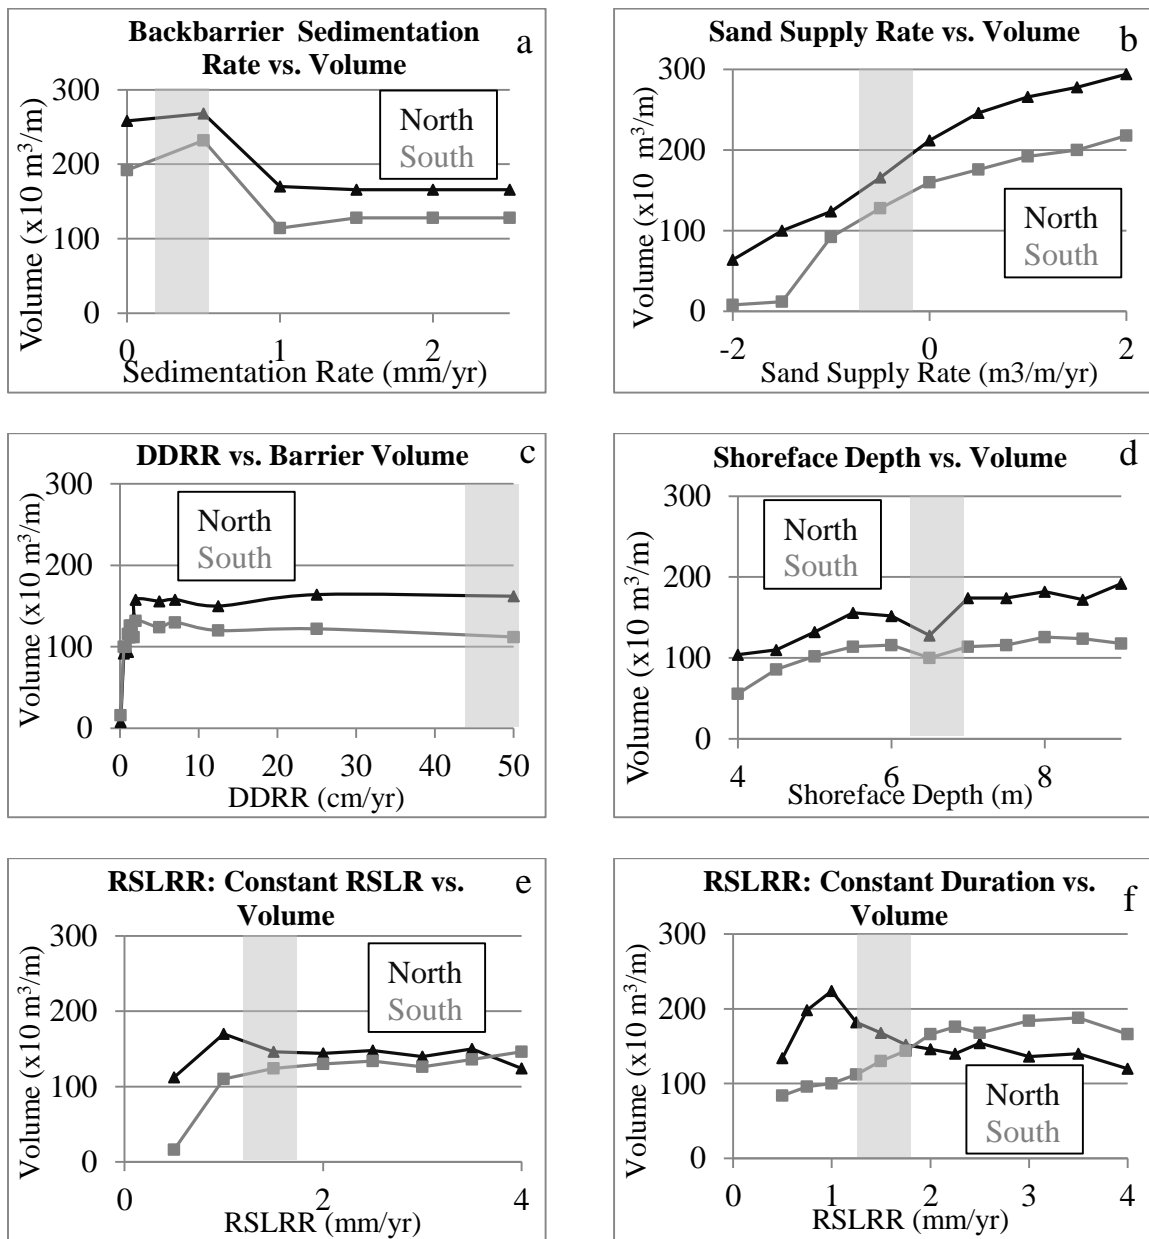 Backbarrier Sedimentation
Rate vs. Volume
a
Volume (x10 m³/m)
300
200
100
0
North
South
0 1 2
Sedimentation Rate (mm/yr)
Sand Supply Rate vs. Volume
b
Volume (x10 m³/m)
300
200
100
0
North
South
-2 0 2
Sand Supply Rate (m3/m/yr)
DDRR vs. Barrier Volume
c
Volume (x10 m³/m)
300
200
100
0
North
South
0 10 20 30 40 50
DDRR (cm/yr)
Shoreface Depth vs. Volume
d
Volume (x10 m³/m)
300
200
100
0
North
South
4 6 8
Shoreface Depth (m)
RSLRR: Constant RSLR vs.
Volume
e
Volume (x10 m³/m)
300
200
100
0
North
South
0 2 4
RSLRR (mm/yr)
RSLRR: Constant Duration vs.
Volume
f
Volume (x10 m³/m)
300
200
100
0
North
South
0 1 2 3 4
RSLRR (mm/yr)